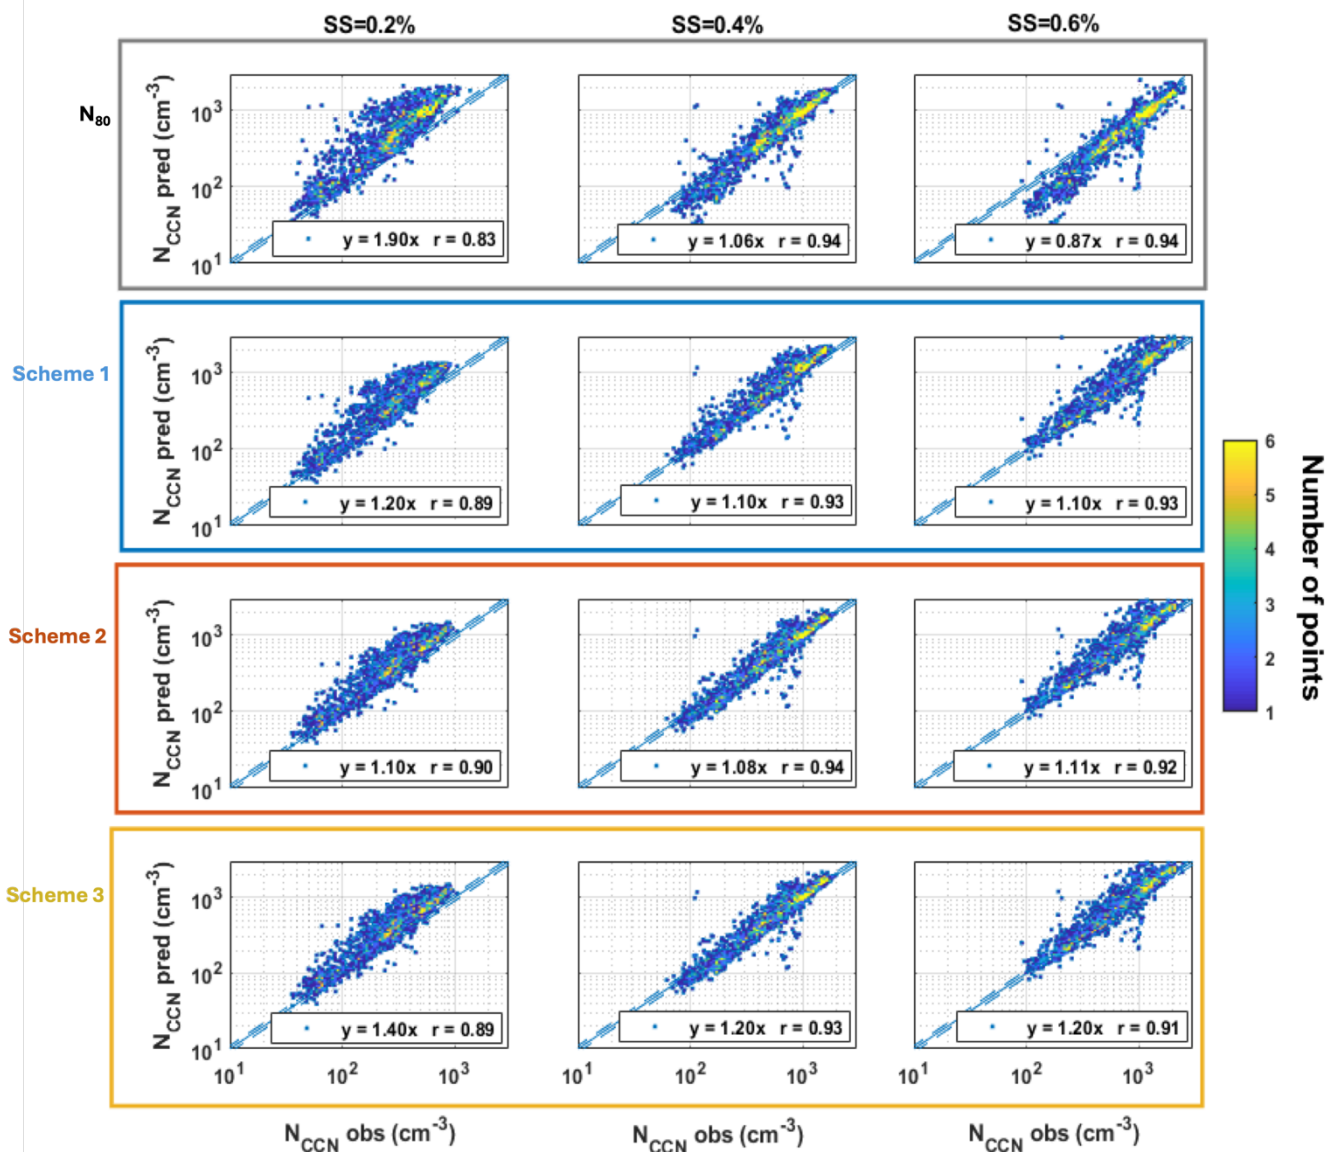 SS=0.2% SS=0.4% SS=0.6%
N80
N_CCN pred (cm^-3)
10^3
10^2
10^1
y = 1.90x r = 0.83
y = 1.06x r = 0.94
y = 0.87x r = 0.94
Scheme 1
N_CCN pred (cm^-3)
10^3
10^2
10^1
y = 1.20x r = 0.89
y = 1.10x r = 0.93
y = 1.10x r = 0.93
Scheme 2
N_CCN pred (cm^-3)
10^3
10^2
10^1
y = 1.10x r = 0.90
y = 1.08x r = 0.94
y = 1.11x r = 0.92
Scheme 3
N_CCN pred (cm^-3)
10^3
10^2
10^1
y = 1.40x r = 0.89
y = 1.20x r = 0.93
y = 1.20x r = 0.91
10^1 10^2 10^3 10^1 10^2 10^3 10^1 10^2 10^3
N_CCN obs (cm^-3) N_CCN obs (cm^-3) N_CCN obs (cm^-3)
6
5
4
3
2
1
Number of points